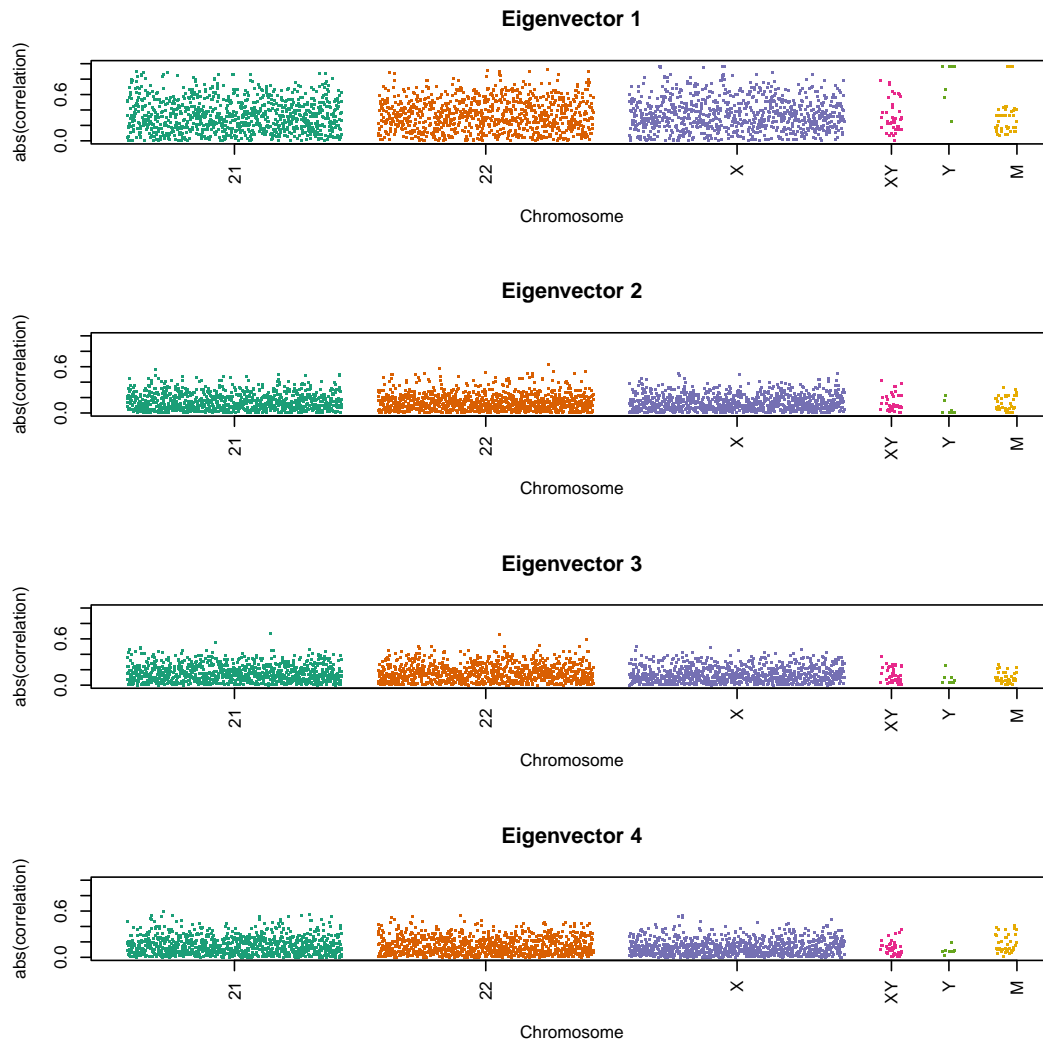 Eigenvector 1
abs(correlation)
0.6
0.0
21 22 X XY Y M
Chromosome
Eigenvector 2
abs(correlation)
0.6
0.0
21 22 X XY Y M
Chromosome
Eigenvector 3
abs(correlation)
0.6
0.0
21 22 X XY Y M
Chromosome
Eigenvector 4
abs(correlation)
0.6
0.0
21 22 X XY Y M
Chromosome